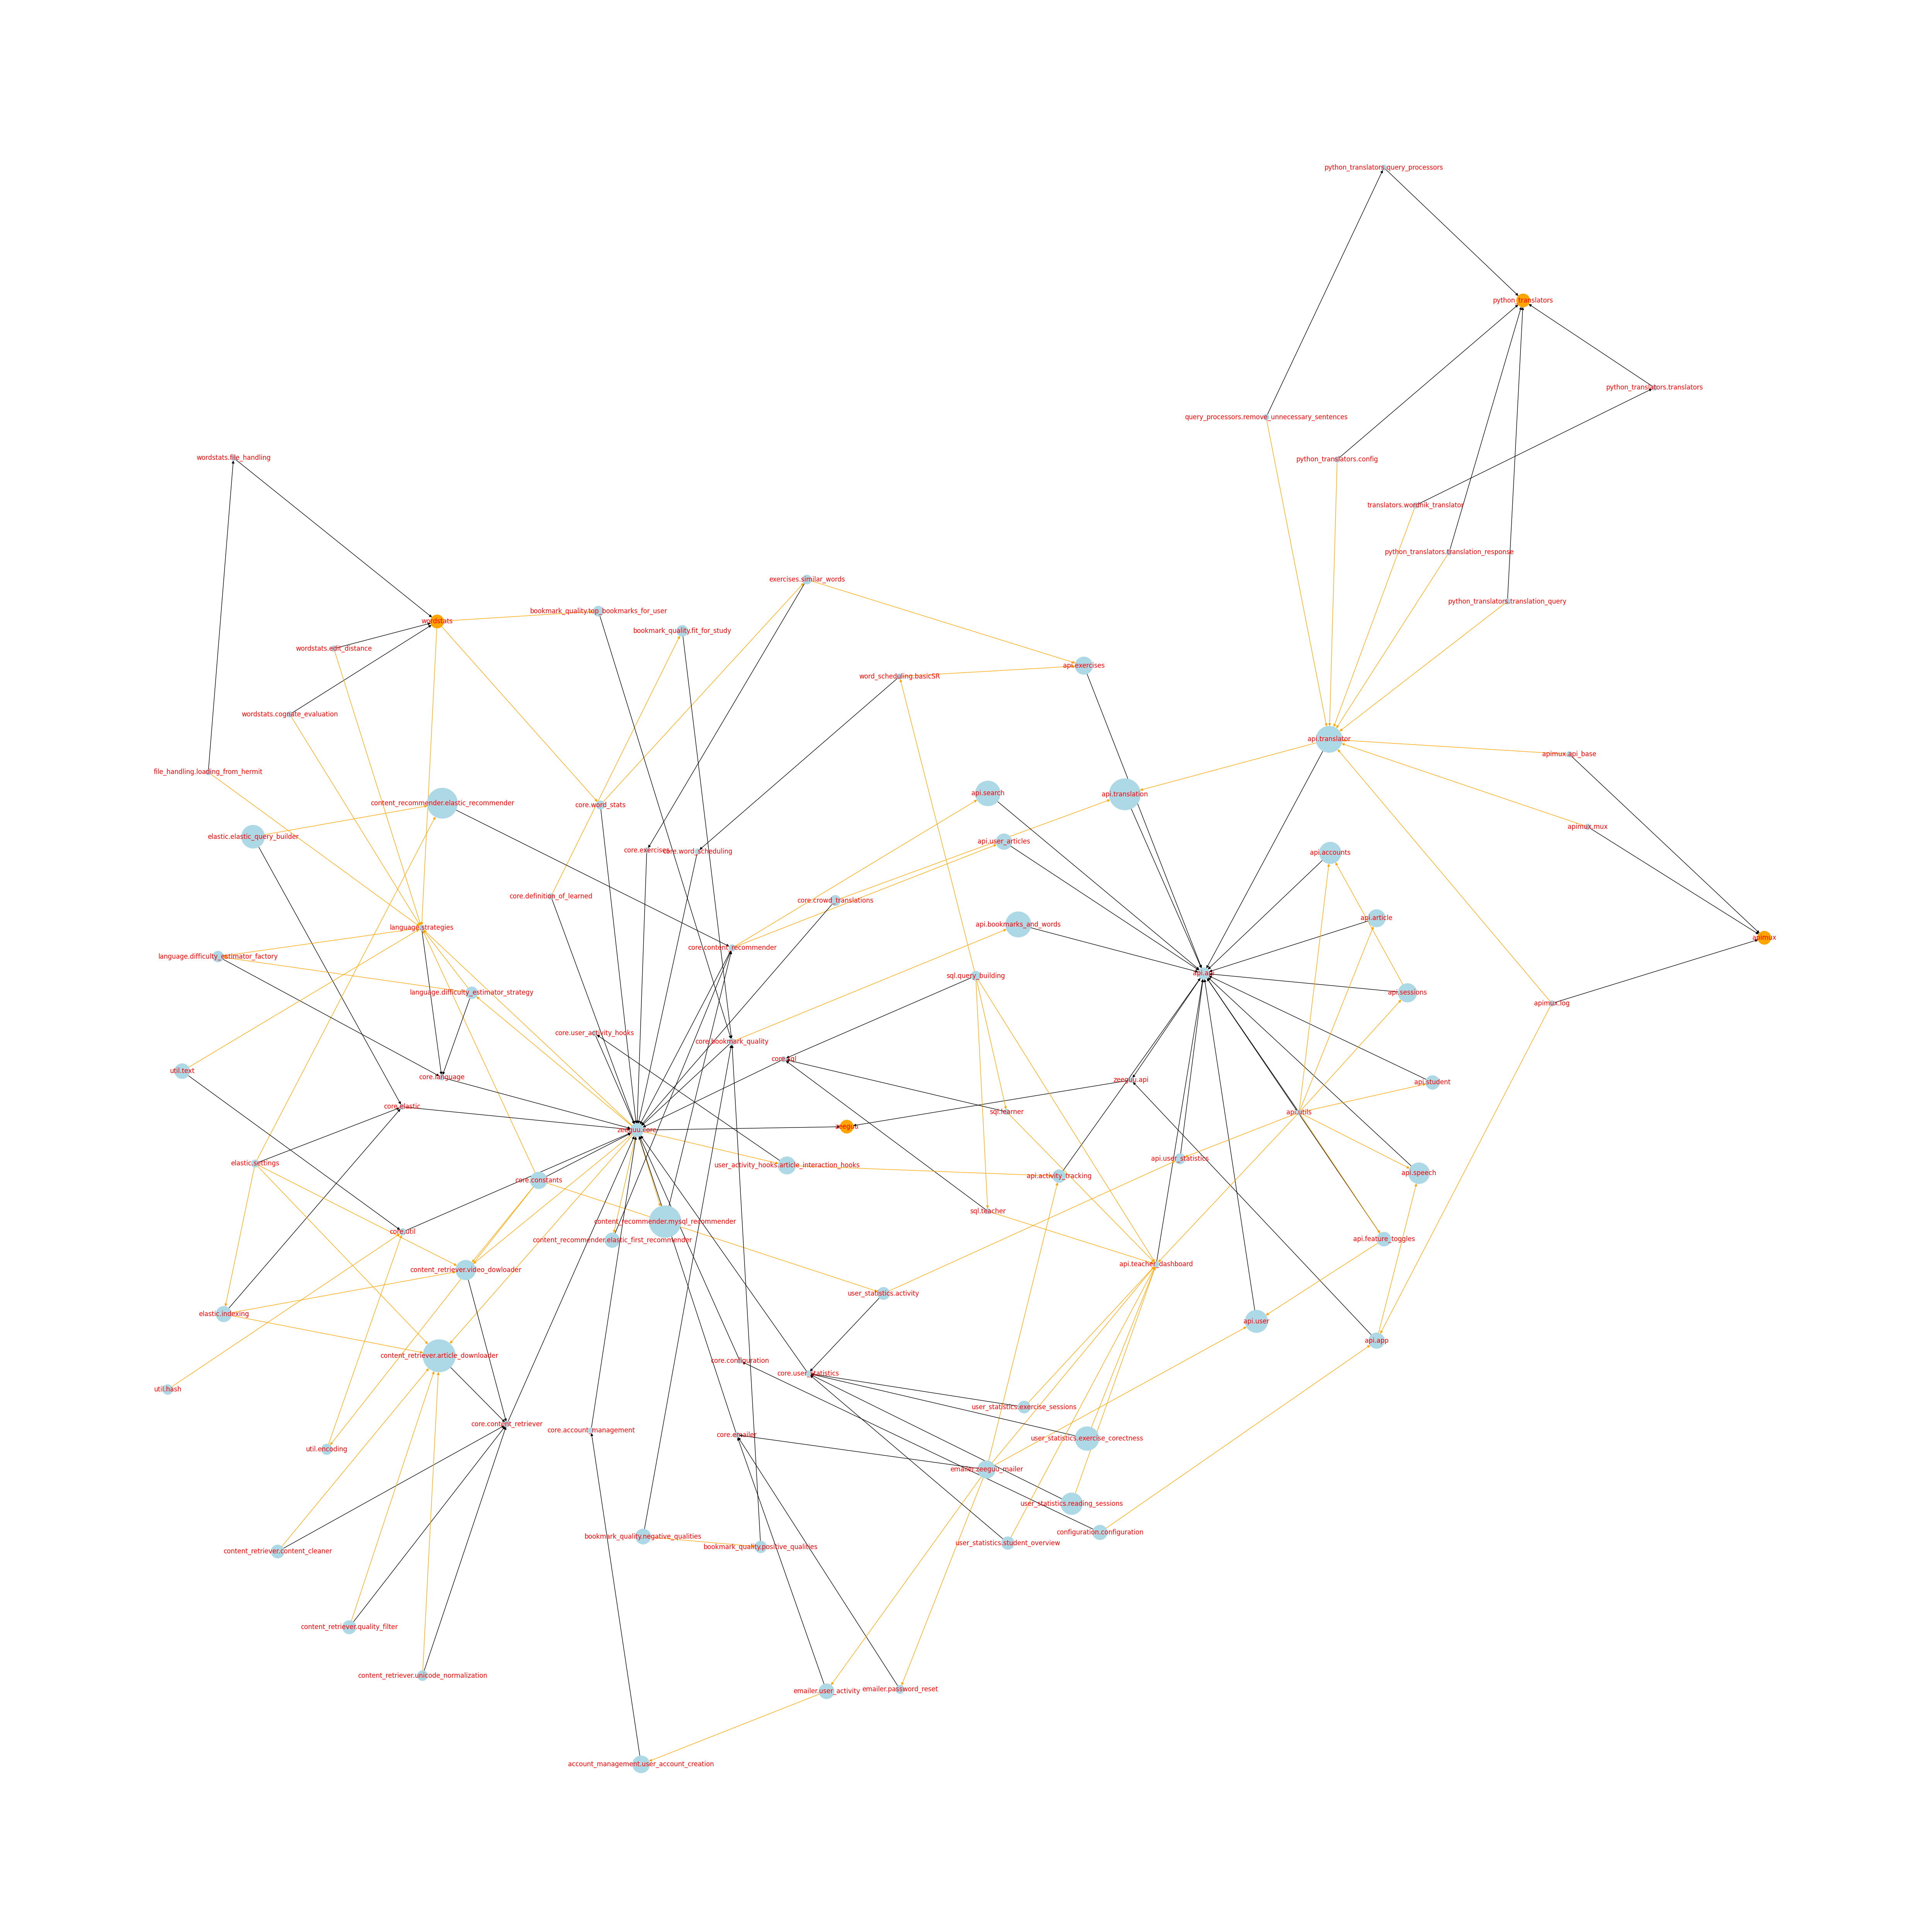 python_translators.query_processors
python_translators
python_translators.translators
query_processors.remove_unnecessary_sentences
wordstats.file_handling
python_translators.config
translators.wordnik_translator
python_translators.translation_response
exercises.similar_words
python_translators.translation_query
bookmark_quality.top_bookmarks_for_user
wordstats
bookmark_quality.fit_for_study
wordstats.edit_distance
api.exercises
word_scheduling.basicSR
wordstats.cognate_evaluation
api.translator
apimux.api_base
file_handling.loading_from_hermit
api.search
api.translation
content_recommender.elastic_recommender
core.word_stats
apimux.mux
elastic.elastic_query_builder
api.user_articles
core.exercises
core.word_scheduling
api.accounts
core.definition_of_learned
core.crowd_translations
api.article
api.bookmarks_and_words
language.strategies
apimux
core.content_recommender
language.difficulty_estimator_factory
api.api
sql.query_building
language.difficulty_estimator_strategy
api.sessions
apimux.log
core.user_activity_hooks
core.bookmark_quality
core.sql
util.text
core.language
zeeguu.api
api.student
core.elastic
sql.learner
api.utils
zeeguu.core
zeeguu
api.user_statistics
elastic.settings
user_activity_hooks.article_interaction_hooks
api.activity_tracking
api.speech
core.constants
sql.teacher
content_recommender.mysql_recommender
core.util
content_recommender.elastic_first_recommender
api.feature_toggles
api.teacher_dashboard
content_retriever.video_dowloader
user_statistics.activity
elastic.indexing
api.user
api.app
content_retriever.article_downloader
core.configuration
core.user_statistics
util.hash
user_statistics.exercise_sessions
core.content_retriever
core.account_management
core.emailer
user_statistics.exercise_corectness
util.encoding
emailer.zeeguu_mailer
user_statistics.reading_sessions
configuration.configuration
bookmark_quality.negative_qualities
user_statistics.student_overview
bookmark_quality.positive_qualities
content_retriever.content_cleaner
content_retriever.quality_filter
content_retriever.unicode_normalization
emailer.user_activity
emailer.password_reset
account_management.user_account_creation